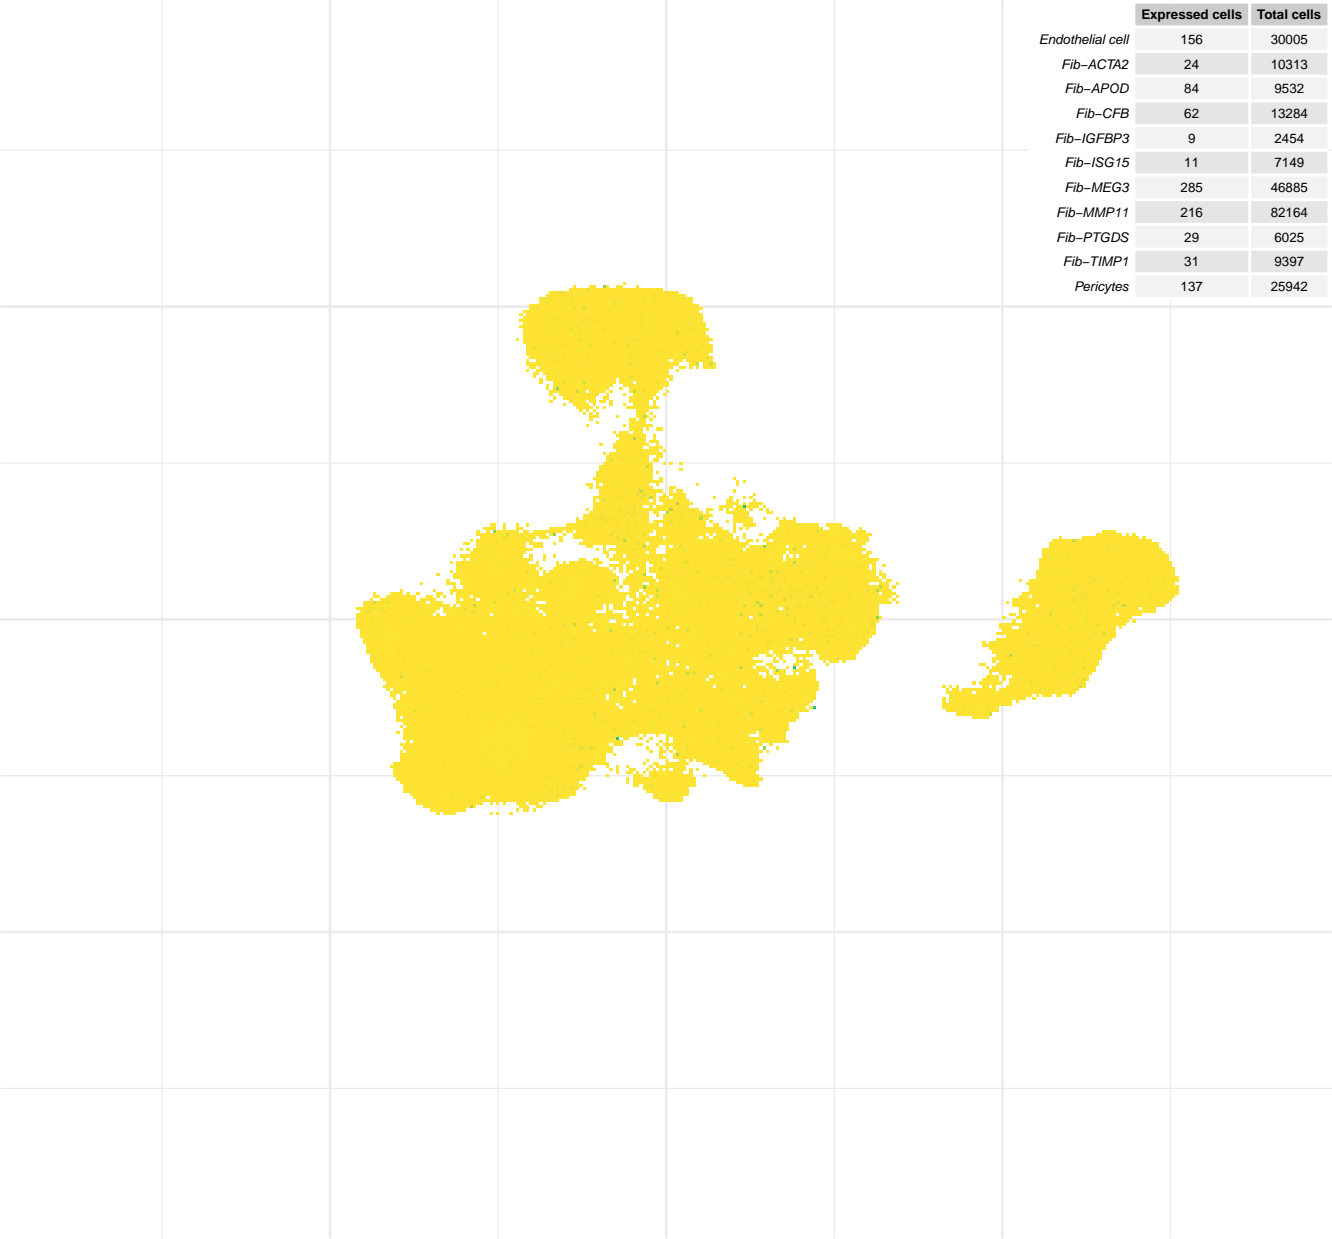 Expressed cells Total cells
Endothelial cell 156 30005
Fib−ACTA2 24 10313
Fib−APOD 84 9532
Fib−CFB 62 13284
Fib−IGFBP3 9 2454
Fib−ISG15 11 7149
Fib−MEG3 285 46885
Fib−MMP11 216 82164
Fib−PTGDS 29 6025
Fib−TIMP1 31 9397
Pericytes 137 25942